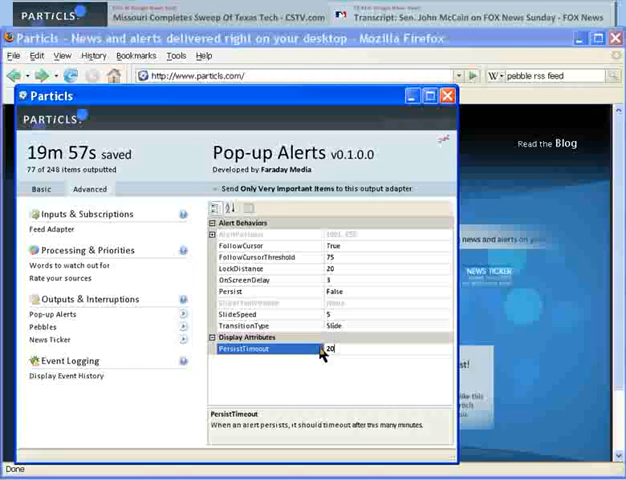 PARTICLS.
Missouri Completes Sweep Of Texas Tech - CSTV.com
Transcript: Sen. John McCain on FOX News Sunday - FOX News
Particls - News and alerts delivered right on your desktop - Mozilla Firefox
File Edit View History Bookmarks Tools Help
http://www.particls.com/
pebble rss feed
Particls
PARTICLS.
19m 57s saved
77 of 248 items outputted
Pop-up Alerts v0.1.0.0
Developed by Faraday Media
Read the Blog
Basic
Advanced
Send Only Very Important Items to this output adapter.
Inputs & Subscriptions
Feed Adapter
Processing & Priorities
Words to watch out for
Rate your sources
Outputs & Interruptions
Pop-up Alerts
Pebbles
News Ticker
Event Logging
Display Event History
Alert Behaviors
FollowCursor True
FollowCursorThreshold 75
LockDistance 20
OnScreenDelay 3
Persist False
SlideSpeed 5
TransitionType Slide
Display Attributes
PersistTimeout 20
PersistTimeout
When an alert persists, it should timeout after this many minutes.
news and alerts on your
NEWS TICKER
st!
like this
Done